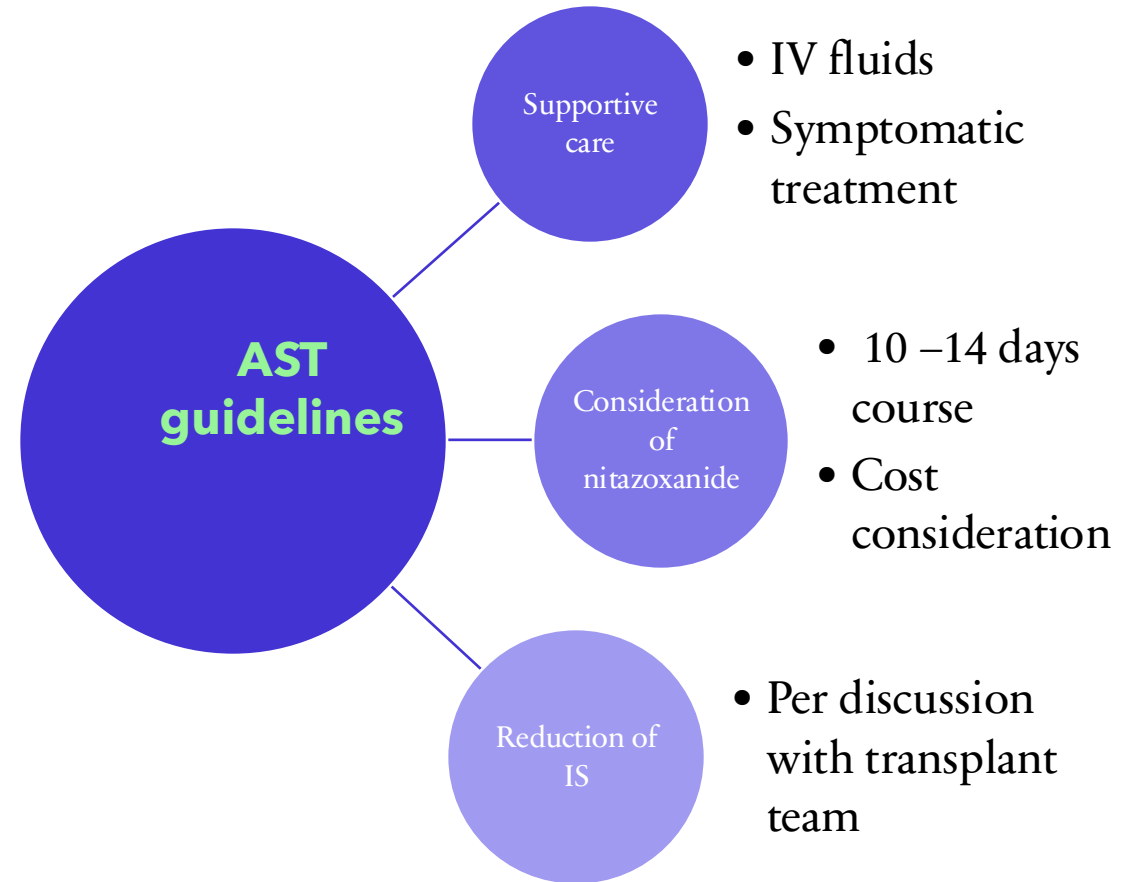 Supportive
care
• IV fluids
• Symptomatic
treatment
AST
guidelines
Consideration
of
nitazoxanide
• 10 –14 days
course
• Cost
consideration
Reduction of
IS
• Per discussion
with transplant
team